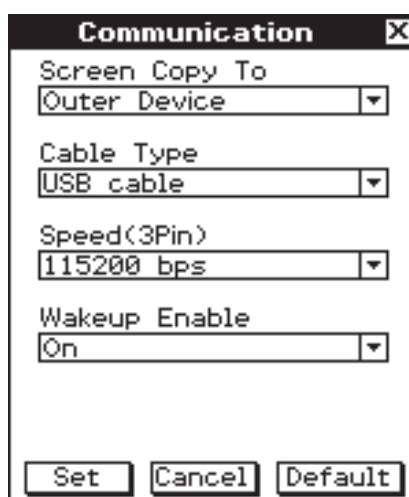 Communication X
Screen Copy To
Outer Device
Cable Type
USB cable
Speed(3Pin)
115200 bps
Wakeup Enable
On
Set Cancel Default